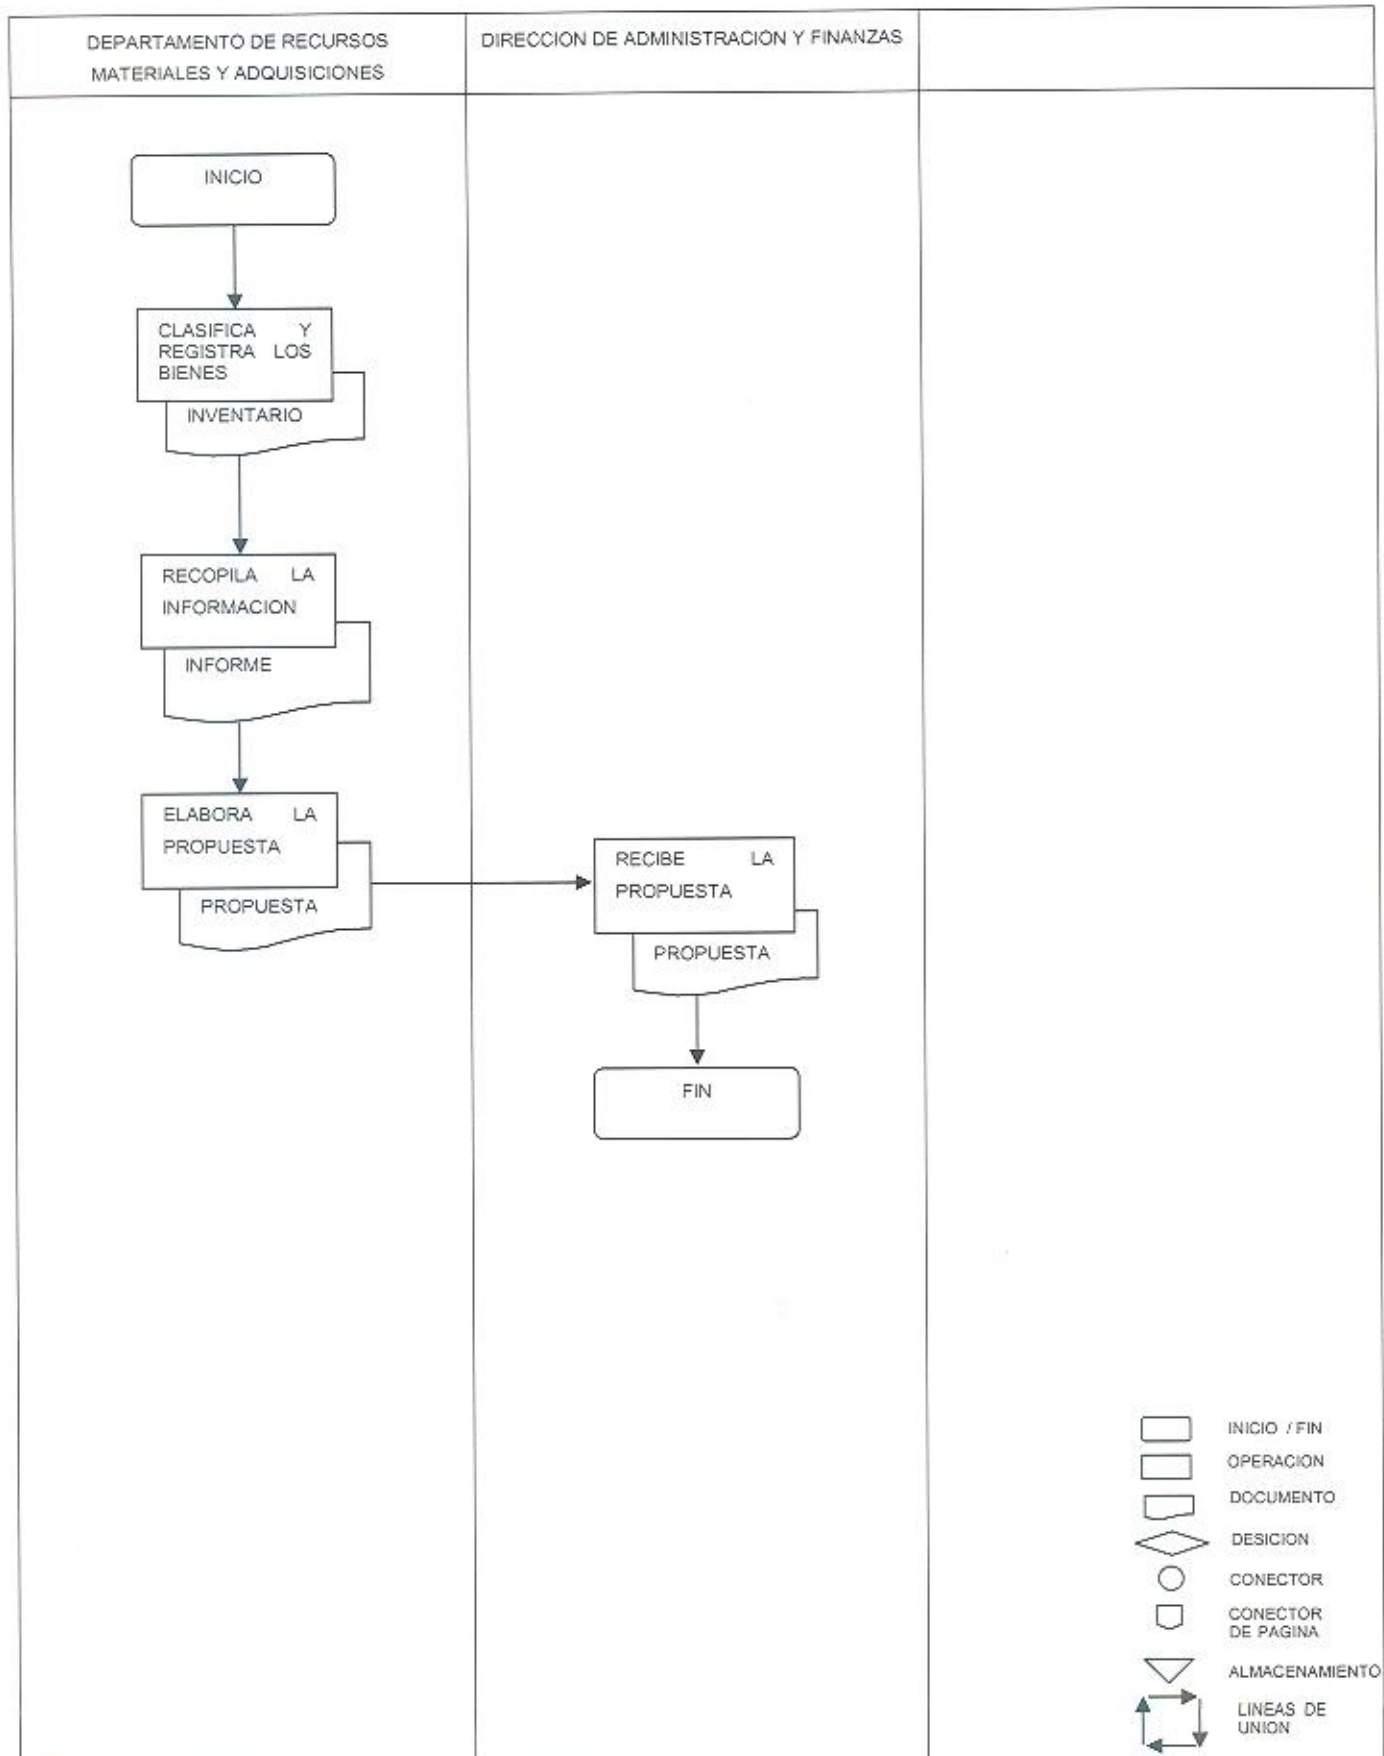 DEPARTAMENTO DE RECURSOS
MATERIALES Y ADQUISICIONES
DIRECCION DE ADMINISTRACION Y FINANZAS
INICIO
CLASIFICA Y
REGISTRA LOS
BIENES
INVENTARIO
RECOPILA LA
INFORMACION
INFORME
ELABORA LA
PROPUESTA
PROPUESTA
RECIBE LA
PROPUESTA
PROPUESTA
FIN
INICIO / FIN
OPERACION
DOCUMENTO
DESICION
CONECTOR
CONECTOR
DE PAGINA
ALMACENAMIENTO
LINEAS DE
UNION